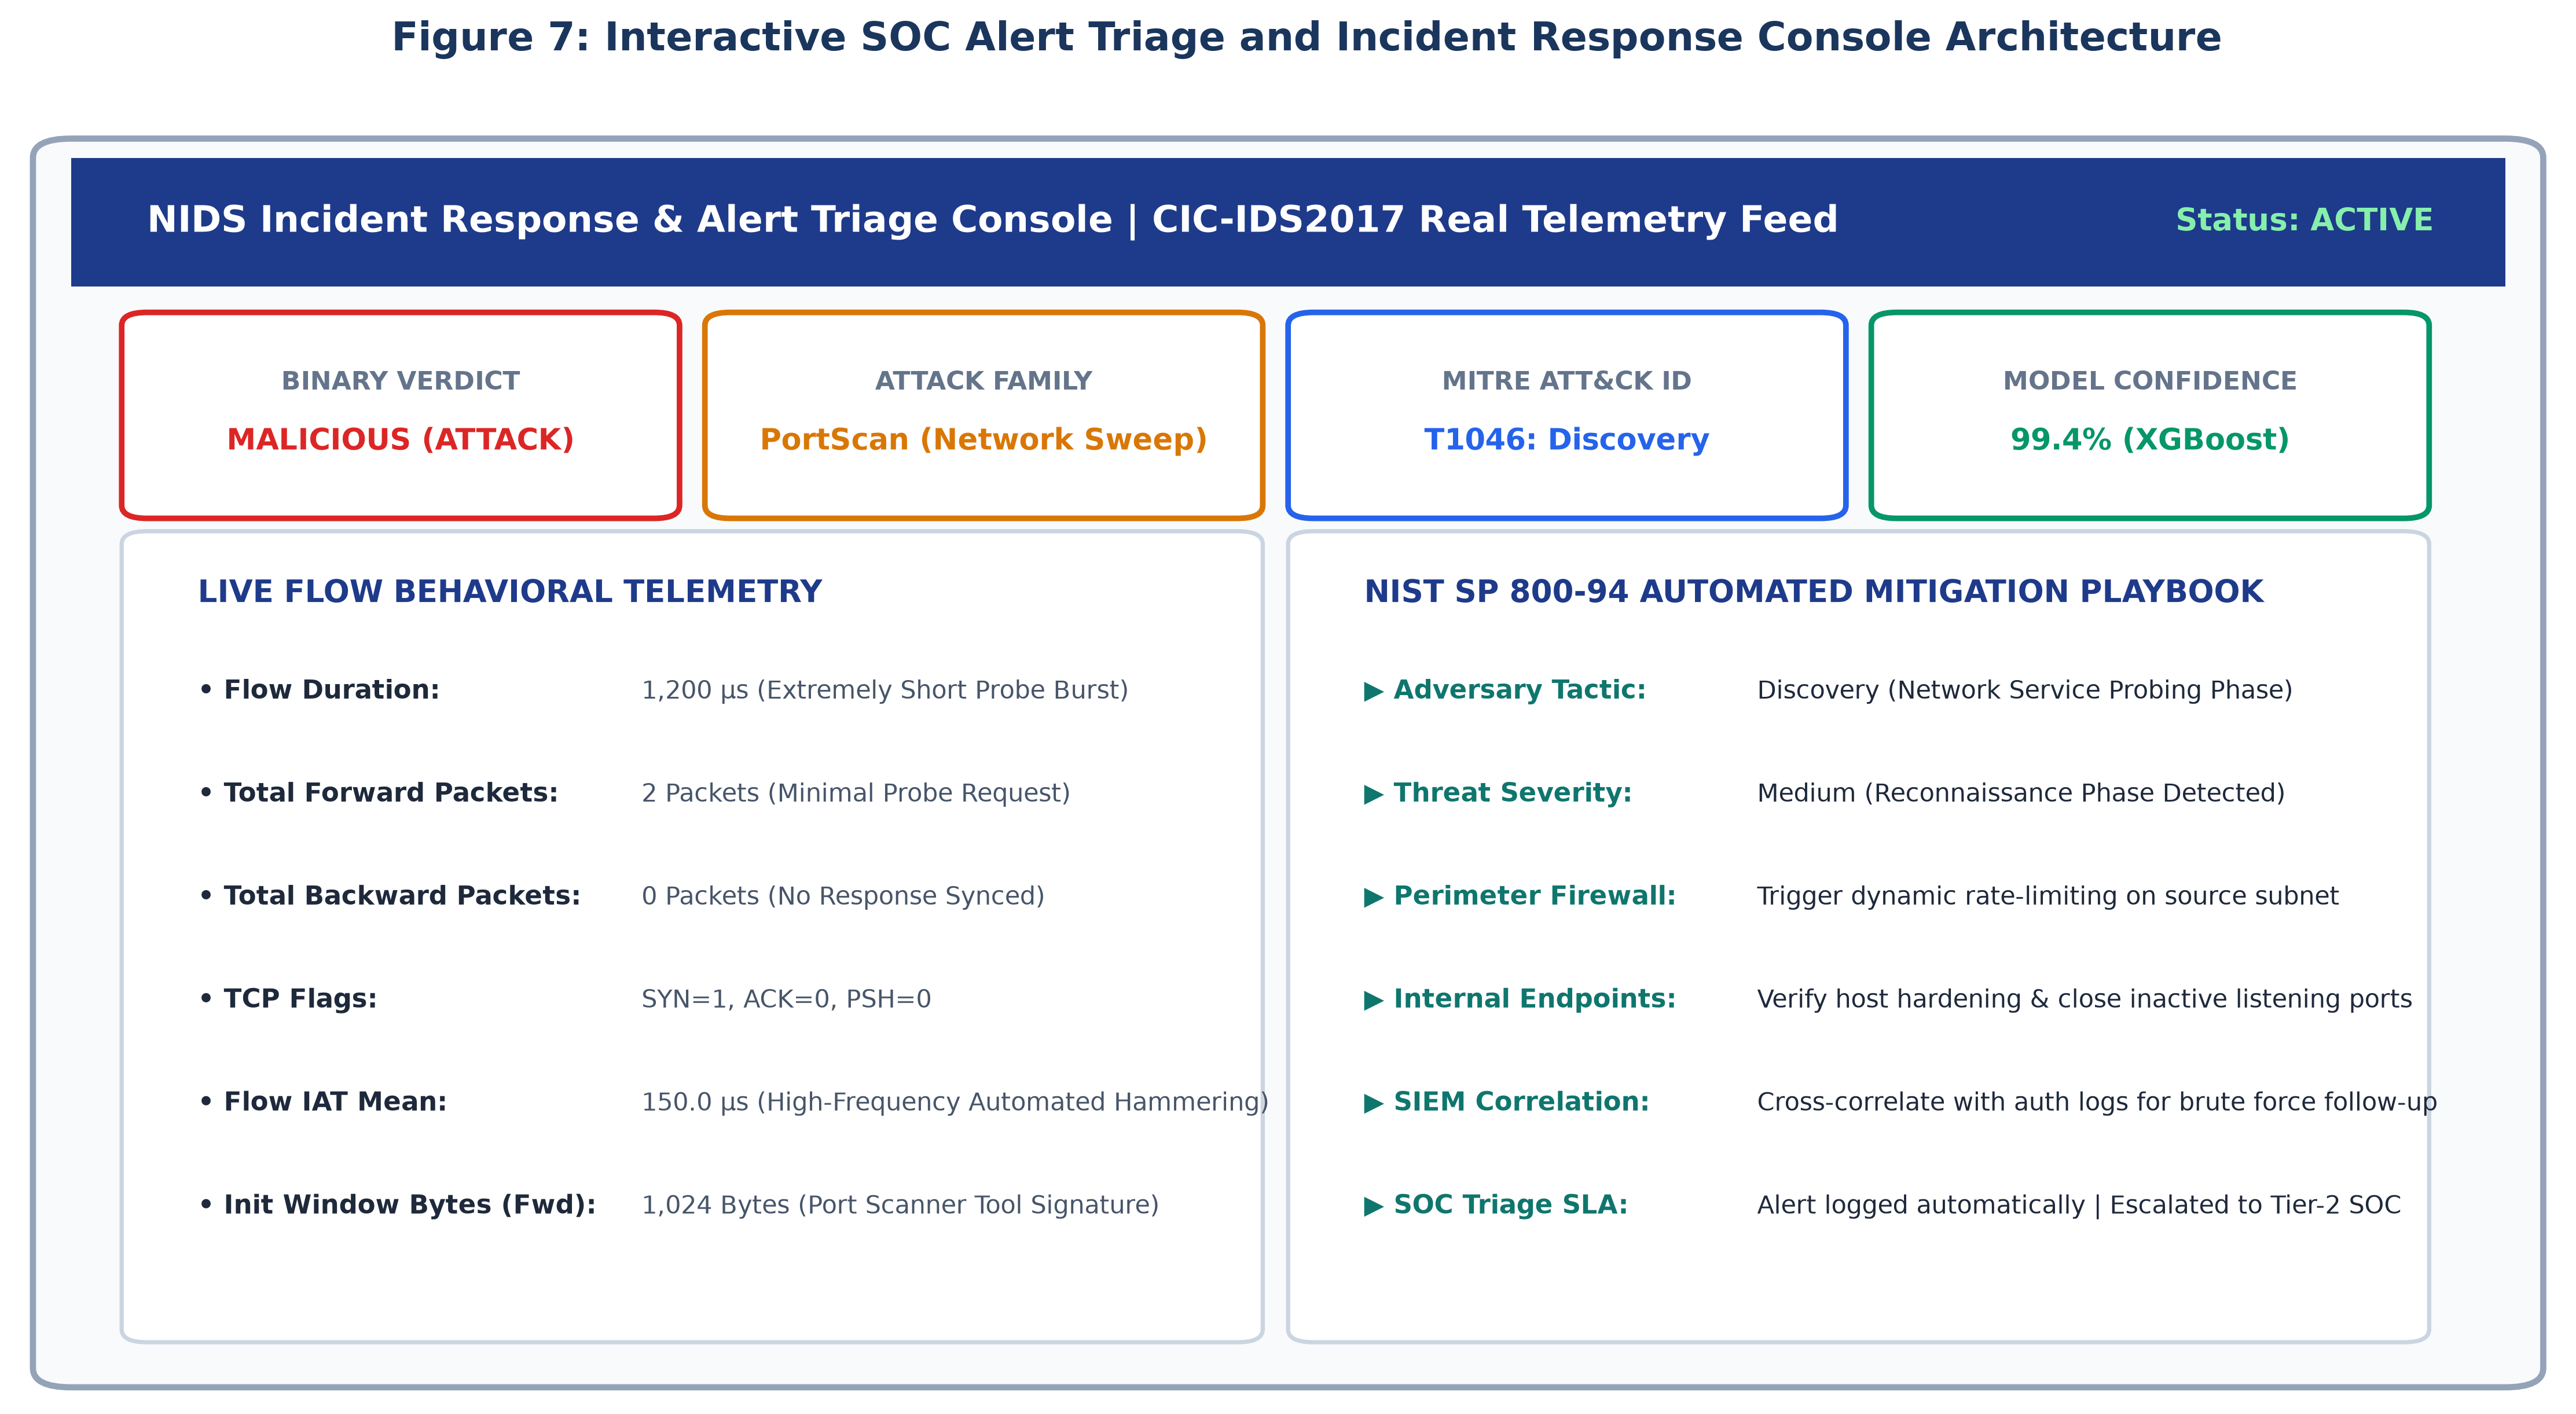 Figure 7: Interactive SOC Alert Triage and Incident Response Console Architecture
NIDS Incident Response & Alert Triage Console | CIC-IDS2017 Real Telemetry Feed
Status: ACTIVE
BINARY VERDICT
MALICIOUS (ATTACK)
ATTACK FAMILY
PortScan (Network Sweep)
MITRE ATT&CK ID
T1046: Discovery
MODEL CONFIDENCE
99.4% (XGBoost)
LIVE FLOW BEHAVIORAL TELEMETRY
• Flow Duration: 1,200 µs (Extremely Short Probe Burst)
• Total Forward Packets: 2 Packets (Minimal Probe Request)
• Total Backward Packets: 0 Packets (No Response Synced)
• TCP Flags: SYN=1, ACK=0, PSH=0
• Flow IAT Mean: 150.0 µs (High-Frequency Automated Hammering)
• Init Window Bytes (Fwd): 1,024 Bytes (Port Scanner Tool Signature)
NIST SP 800-94 AUTOMATED MITIGATION PLAYBOOK
▶ Adversary Tactic: Discovery (Network Service Probing Phase)
▶ Threat Severity: Medium (Reconnaissance Phase Detected)
▶ Perimeter Firewall: Trigger dynamic rate-limiting on source subnet
▶ Internal Endpoints: Verify host hardening & close inactive listening ports
▶ SIEM Correlation: Cross-correlate with auth logs for brute force follow-up
▶ SOC Triage SLA: Alert logged automatically | Escalated to Tier-2 SOC